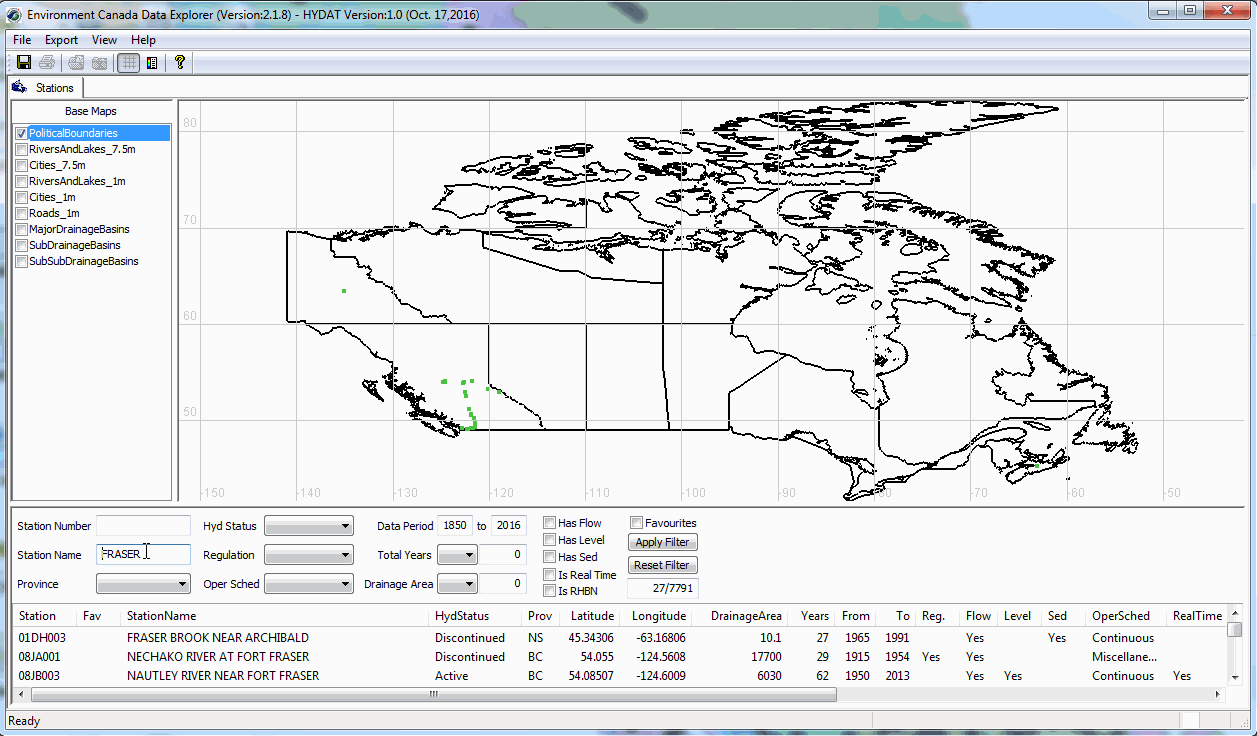 Environment Canada Data Explorer (Version:2.1.8) - HYDAT Version:1.0 (Oct. 17,2016)
File Export View Help
Stations
Base Maps
PoliticalBoundaries
RiversAndLakes_7.5m
Cities_7.5m
RiversAndLakes_1m
Cities_1m
Roads_1m
MajorDrainageBasins
SubDrainageBasins
SubSubDrainageBasins
80
70
60
50
-150 -140 -130 -120 -110 -100 -90 -80 -70 -60 -50
Station Number Hyd Status Data Period 1850 to 2016 Has Flow Favourites
Has Level Apply Filter
Station Name FRASER Regulation Total Years 0 Has Sed
Reset Filter
Is Real Time
Province Oper Sched Drainage Area 0 Is RHBN 27/7791
Station Fav StationName HydStatus Prov Latitude Longitude DrainageArea Years From To Reg. Flow Level Sed OperSched RealTime
01DH003 FRASER BROOK NEAR ARCHIBALD Discontinued NS 45.34306 -63.16806 10.1 27 1965 1991 Yes Yes Continuous
08JA001 NECHAKO RIVER AT FORT FRASER Discontinued BC 54.055 -124.5608 17700 29 1915 1954 Yes Yes Miscellane...
08JB003 NAUTLEY RIVER NEAR FORT FRASER Active BC 54.08507 -124.6009 6030 62 1950 2013 Yes Yes Continuous Yes
Ready